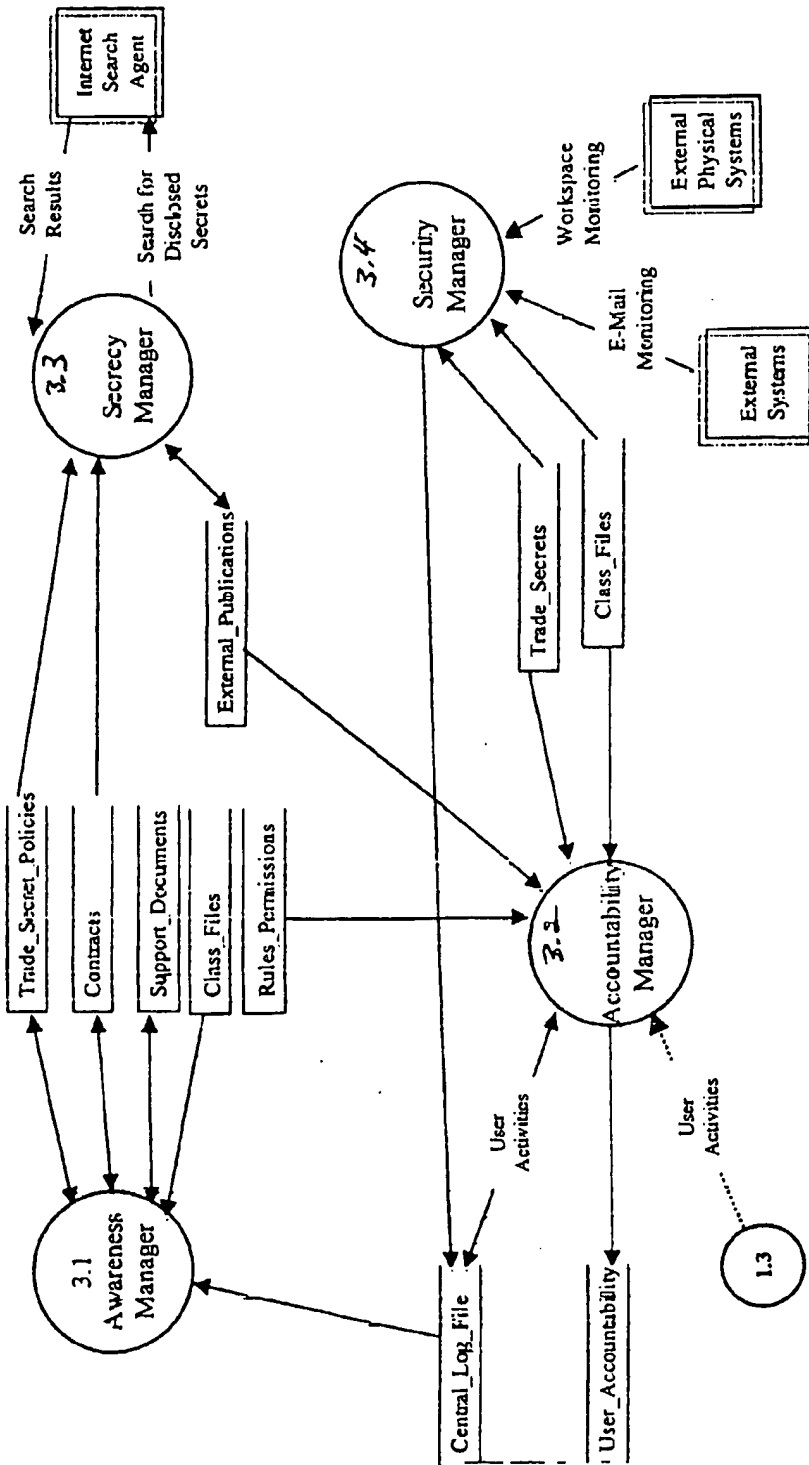 3.1
Awareness
Manager
Trade_Secret_Policies
Contracts
Support_Documents
Class_Files
Rules_Permissions
3.3
Secrecy
Manager
Search
Results
Search for
Disclosed
Secrets
Internet
Search
Agent
External_Publications
3.4
Security
Manager
Workspace
Monitoring
E-Mail
Monitoring
External
Physical
Systems
External
Systems
Trade_Secrets
Class_Files
3.2
Accountability
Manager
User
Activities
Central_Log_File
User_Accountability
User
Activities
1.3